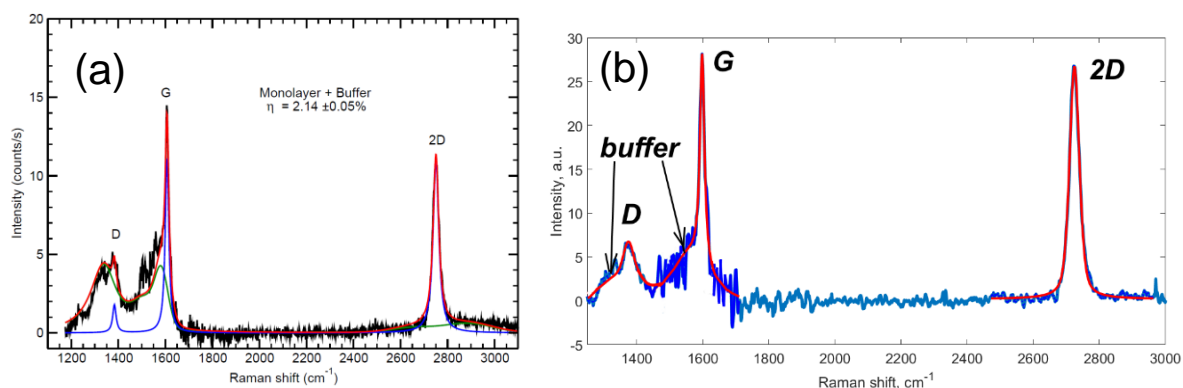 (a)
20
15
10
5
0
Intensity (counts/s)
G
D
2D
Monolayer + Buffer
η = 2.14 ±0.05%
1200 1400 1600 1800 2000 2200 2400 2600 2800 3000
Raman shift (cm⁻¹)
(b)
30
25
20
15
10
5
0
-5
Intensity, a.u.
G
2D
buffer
D
1400 1600 1800 2000 2200 2400 2600 2800 3000
Raman shift, cm⁻¹